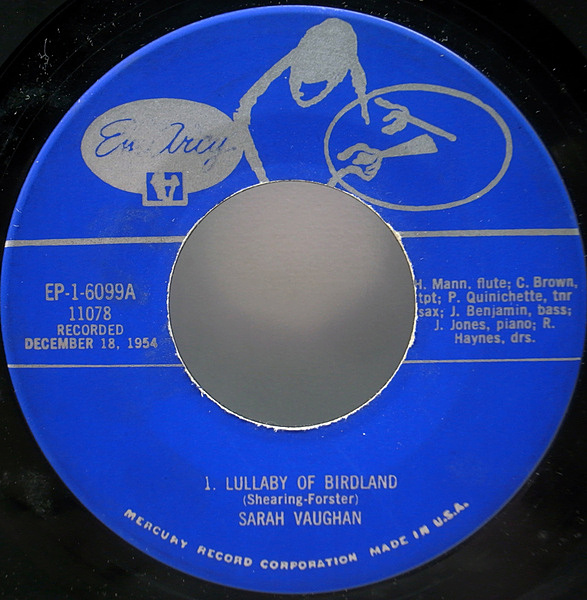 EmArcy
EP-1-6099A
11078
RECORDED
DECEMBER 18, 1954
H. Mann, flute; C. Brown,
tpt; P. Quinichette, tnr
sax; J. Benjamin, bass;
J. Jones, piano; R.
Haynes, drs.
1. LULLABY OF BIRDLAND
(Shearing-Forster)
SARAH VAUGHAN
MERCURY RECORD CORPORATION MADE IN U.S.A.